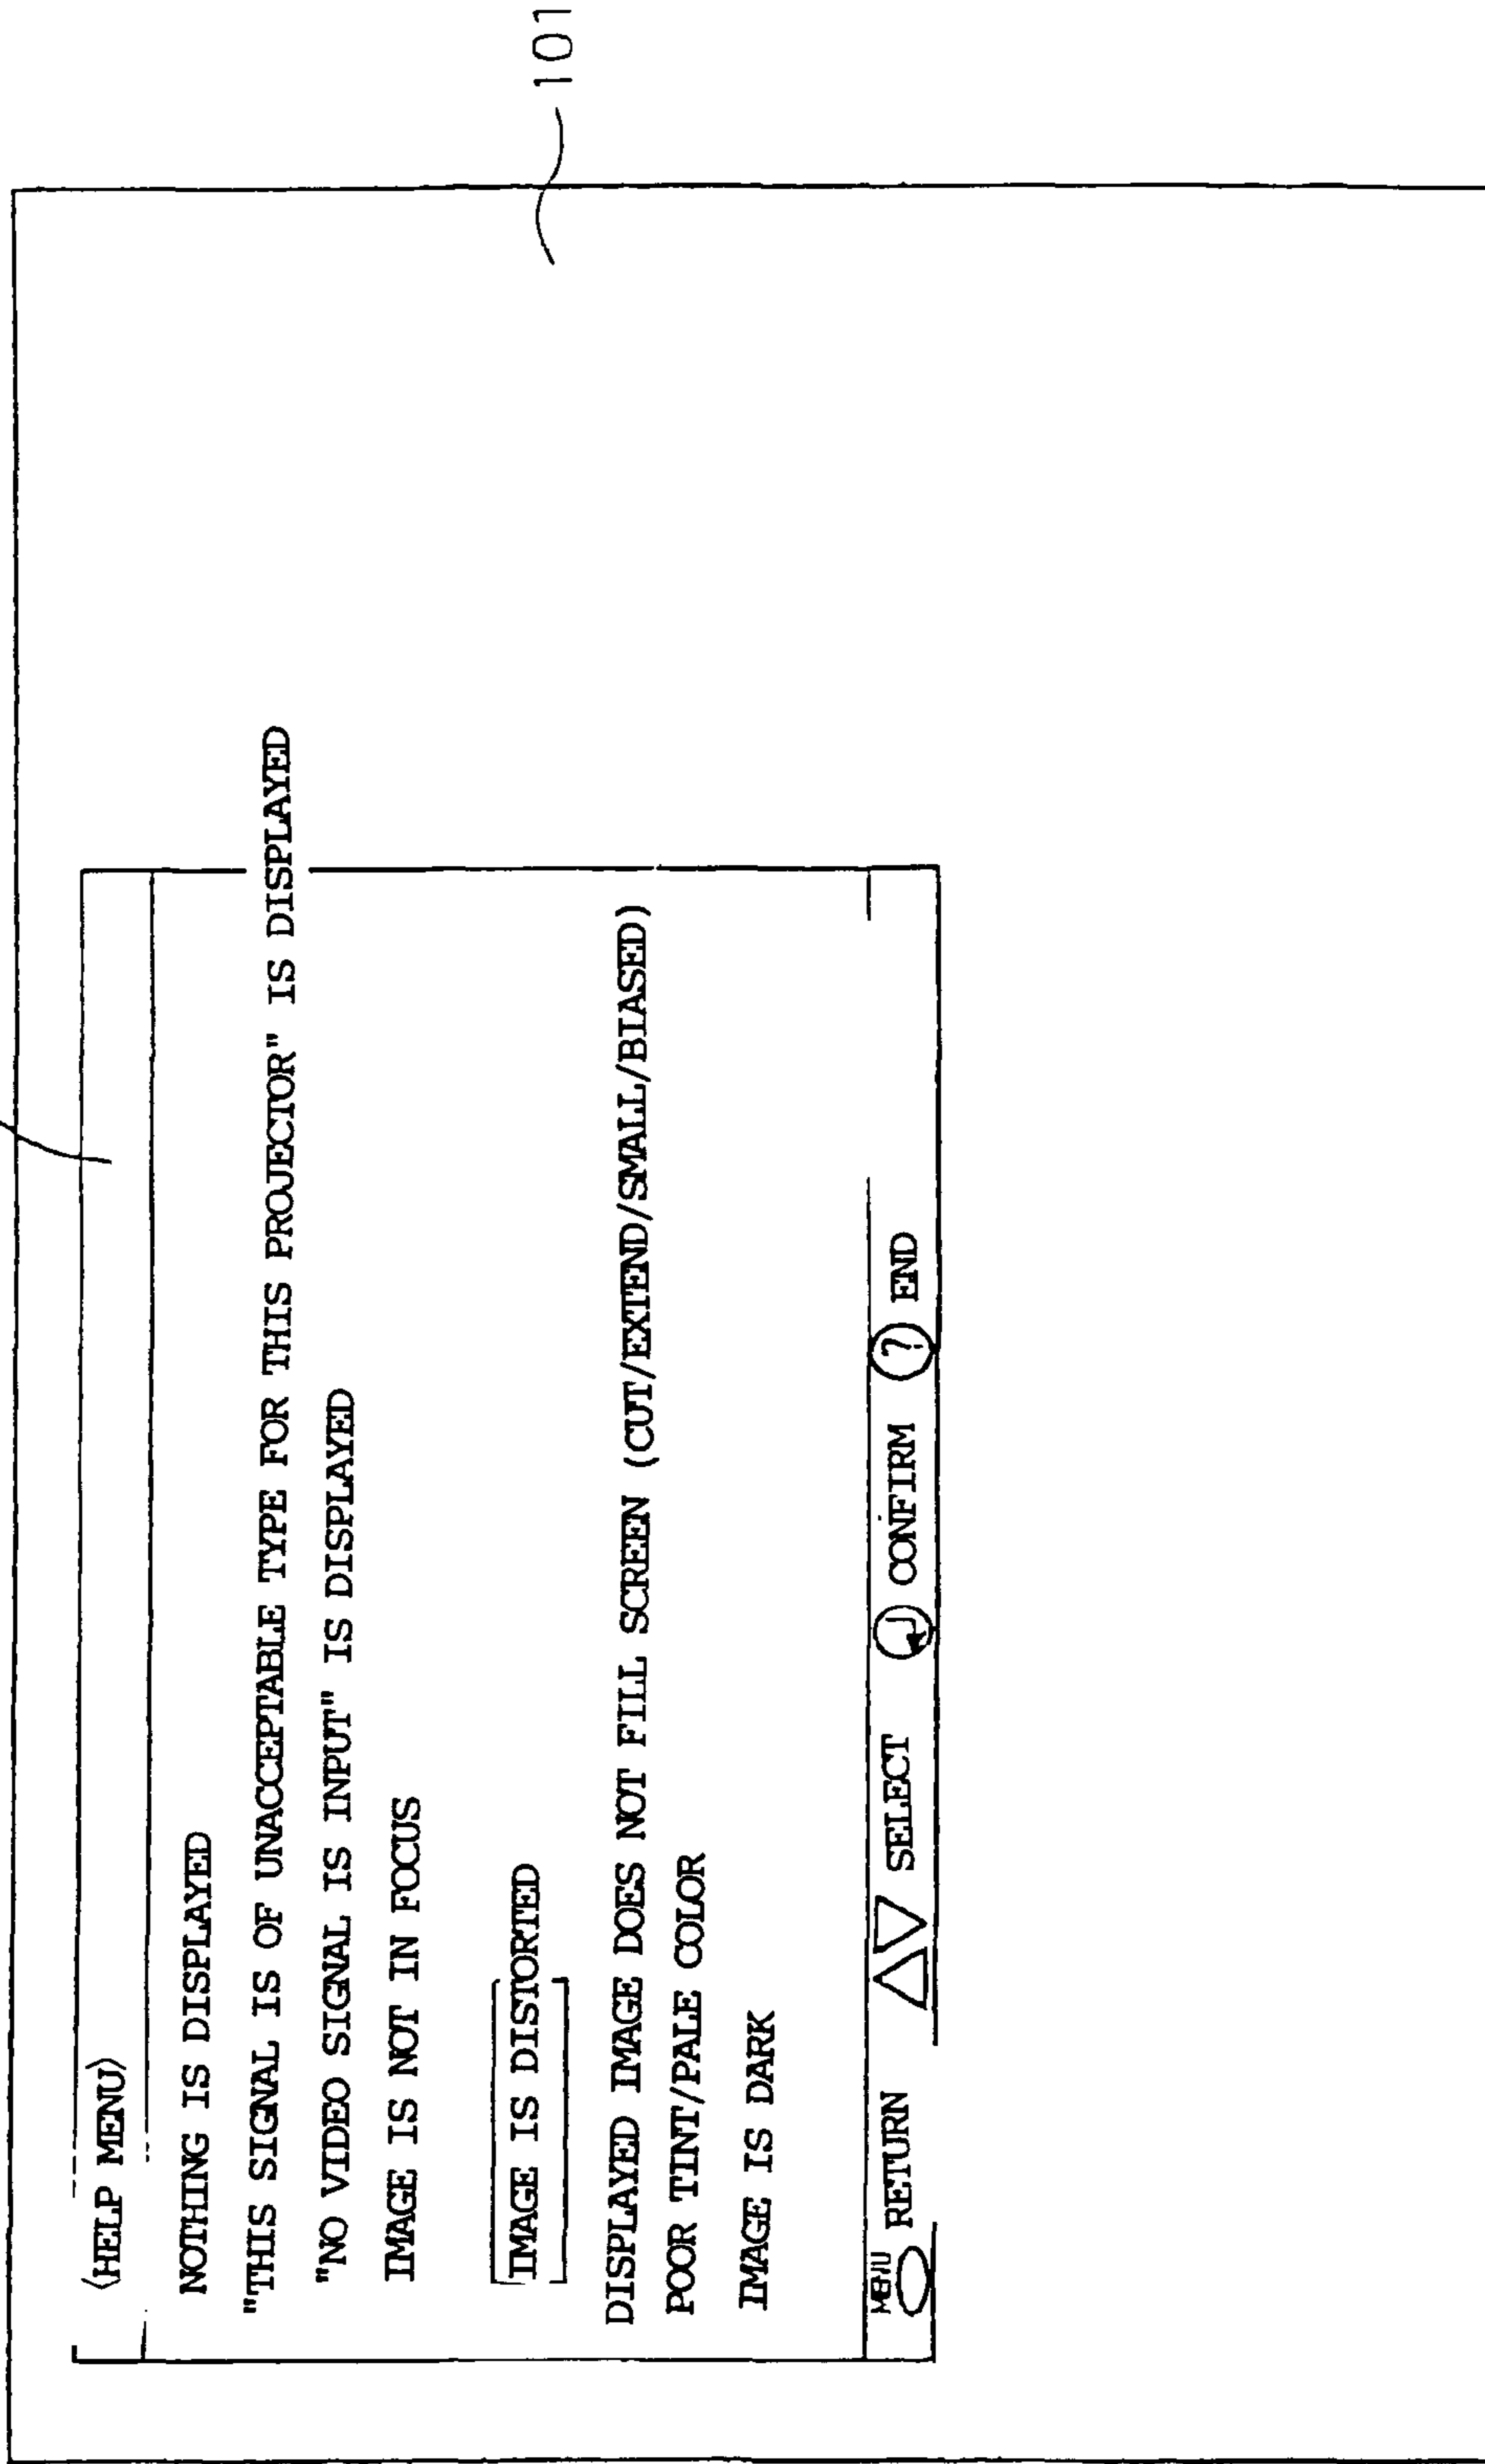 101
<HELP MENU>
NOTHING IS DISPLAYED
"THIS SIGNAL IS OF UNACCEPTABLE TYPE FOR THIS PROJECTOR" IS DISPLAYED
"NO VIDEO SIGNAL IS INPUT" IS DISPLAYED
IMAGE IS NOT IN FOCUS
IMAGE IS DISTORTED
DISPLAYED IMAGE DOES NOT FILL SCREEN (CUT/EXTEND/SMALL/BIASED)
POOR TINT/PALE COLOR
IMAGE IS DARK
MENU RETURN SELECT CONFIRM ? END